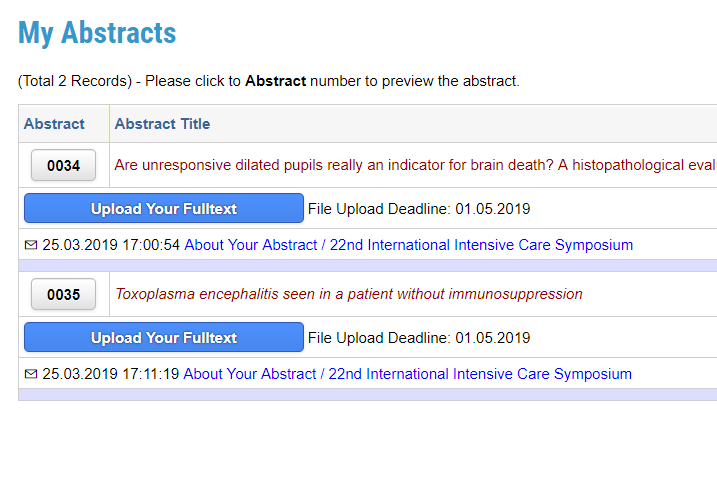 My Abstracts
(Total 2 Records) - Please click to Abstract number to preview the abstract.
Abstract Abstract Title
0034 Are unresponsive dilated pupils really an indicator for brain death? A histopathological
Upload Your Fulltext File Upload Deadline: 01.05.2019
25.03.2019 17:00:54 About Your Abstract / 22nd International Intensive Care Symposium
0035 Toxoplasma encephalitis seen in a patient without immunosuppression
Upload Your Fulltext File Upload Deadline: 01.05.2019
25.03.2019 17:11:19 About Your Abstract / 22nd International Intensive Care Symposium